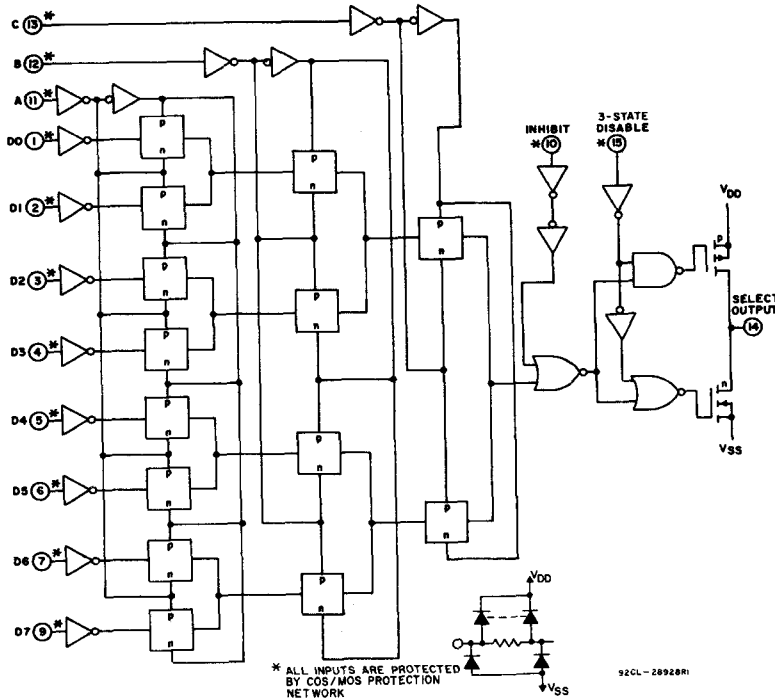 C 13 *
B 12 *
A 11 *
D0 1 *
D1 2 *
D2 3 *
D3 4 *
D4 5 *
D5 6 *
D6 7 *
D7 9 *
p
n
p
n
p
n
p
n
p
n
p
n
p
n
p
n
p
n
p
n
p
n
p
n
p
n
p
n
INHIBIT
* 10
3-STATE
DISABLE
* 15
VDD
p
SELECT
OUTPUT
14
n
VSS
VDD
VSS
* ALL INPUTS ARE PROTECTED
BY COS/MOS PROTECTION
NETWORK
92CL-28928R1